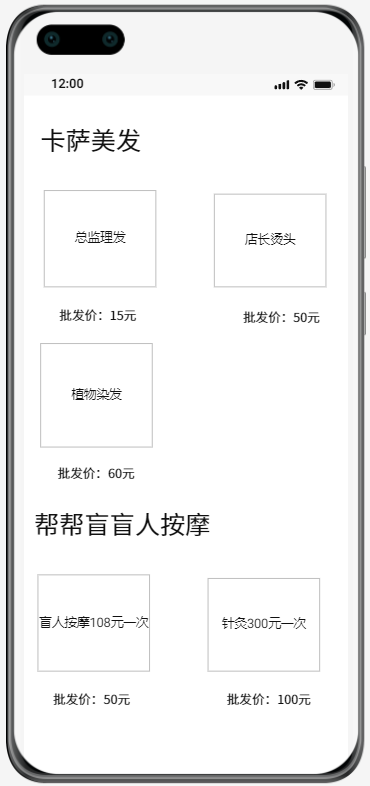 12:00
卡萨美发
总监理发
店长烫头
批发价：15元
批发价：50元
植物染发
批发价：60元
帮帮盲盲人按摩
盲人按摩108元一次
针灸300元一次
批发价：50元
批发价：100元